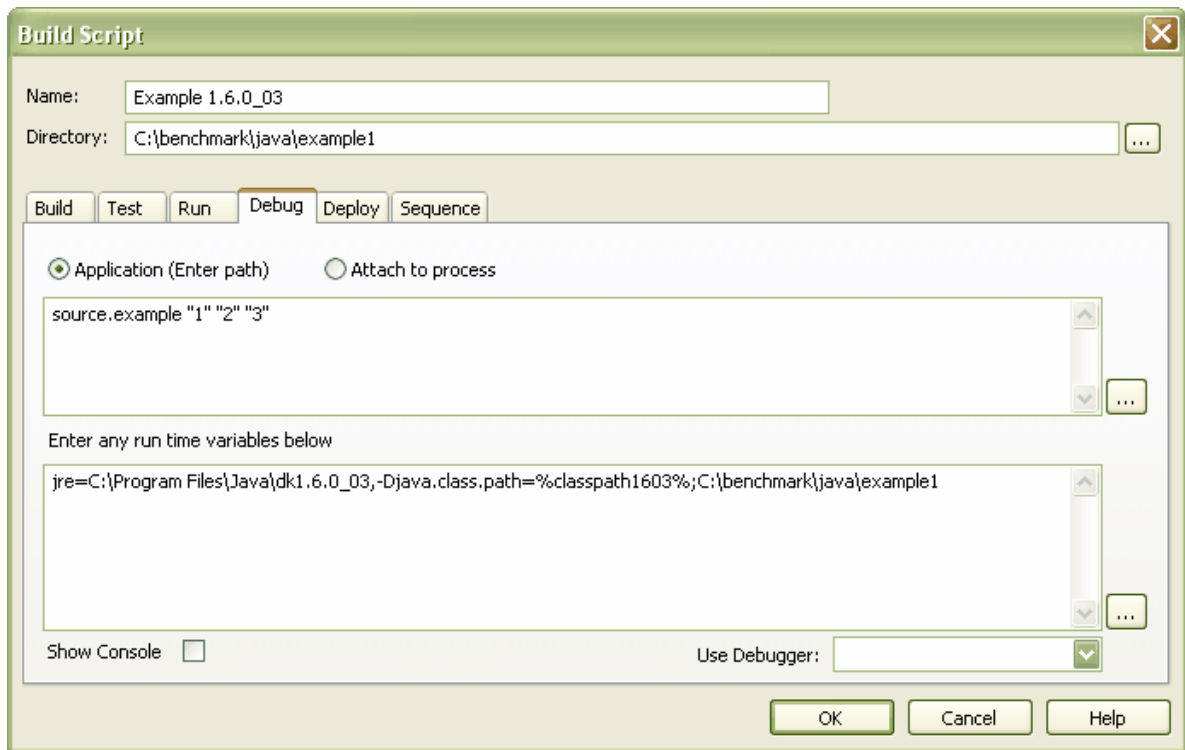 Build Script
Name: Example 1.6.0_03
Directory: C:\benchmark\java\example1 ...
Build Test Run Debug Deploy Sequence
Application (Enter path) Attach to process
source.example "1" "2" "3"
...
Enter any run time variables below
jre=C:\Program Files\Java\dk1.6.0_03,-Djava.class.path=%classpath1603%;C:\benchmark\java\example1
...
Show Console Use Debugger:
OK Cancel Help